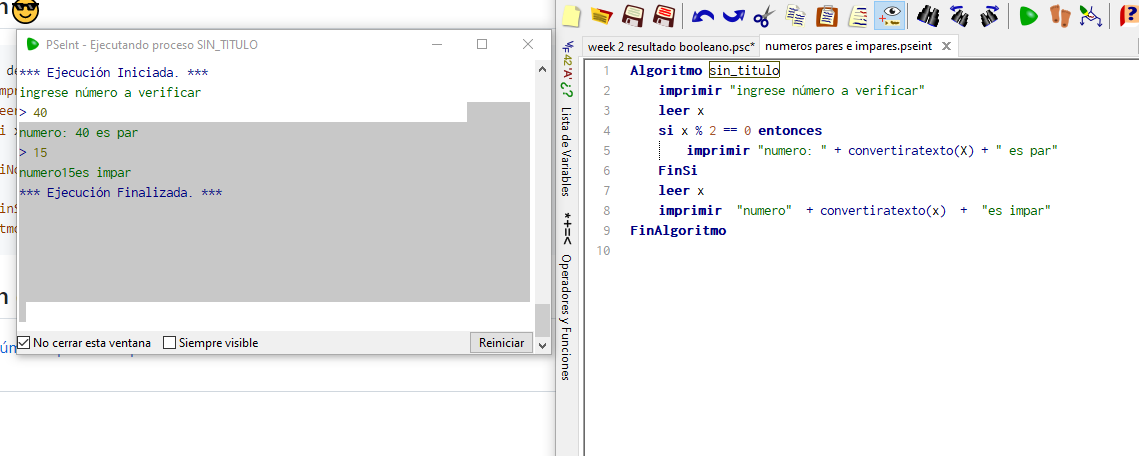 PSeInt - Ejecutando proceso SIN_TITULO
*** Ejecución Iniciada. ***
ingrese número a verificar
> 40
numero: 40 es par
> 15
numero15es impar
*** Ejecución Finalizada. ***
No cerrar esta ventana
Siempre visible
Reiniciar
week 2 resultado booleano.psc*
numeros pares e impares.pseint
Lista de Variables
*+=<
Operadores y Funciones
1 Algoritmo sin_titulo
2 imprimir "ingrese número a verificar"
3 leer x
4 si x % 2 == 0 entonces
5 imprimir "numero: " + convertiratexto(X) + " es par"
6 FinSi
7 leer x
8 imprimir "numero" + convertiratexto(x) + "es impar"
9 FinAlgoritmo
10